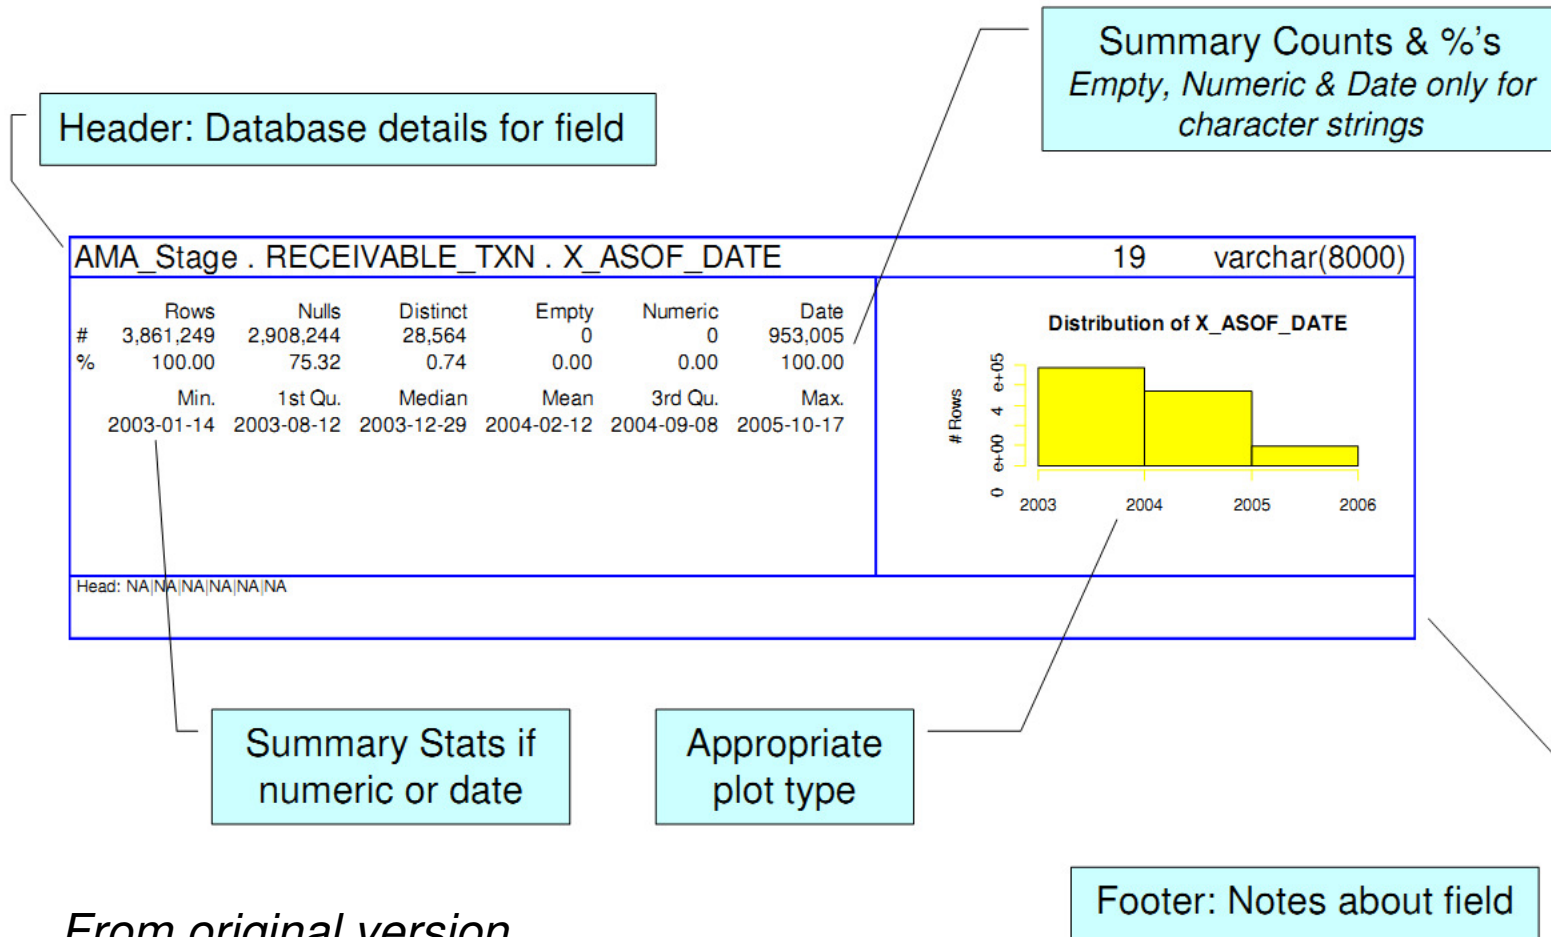 Summary Counts & %'s
Empty, Numeric & Date only for
character strings
Header: Database details for field
AMA_Stage . RECEIVABLE_TXN . X_ASOF_DATE 19 varchar(8000)
Rows Nulls Distinct Empty Numeric Date
# 3,861,249 2,908,244 28,564 0 0 953,005
% 100.00 75.32 0.74 0.00 0.00 100.00
Min. 1st Qu. Median Mean 3rd Qu. Max.
2003-01-14 2003-08-12 2003-12-29 2004-02-12 2004-09-08 2005-10-17
Distribution of X_ASOF_DATE
# Rows
0 e+00 4 e+05
2003 2004 2005 2006
Head: NA|NA|NA|NA|NA|NA
Summary Stats if
numeric or date
Appropriate
plot type
Footer: Notes about field
From original version